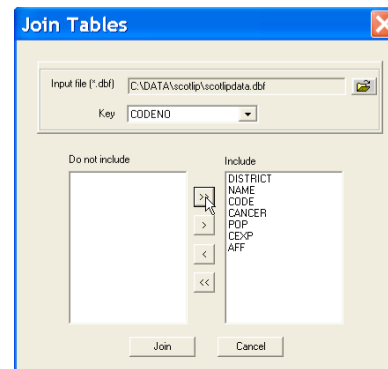 Join Tables
Input file (*.dbf) C:\DATA\scotlip\scotlipdata.dbf
Key CODENO
Do not include
Include
DISTRICT
NAME
CODE
CANCER
POP
CEXP
AFF
>>
>
<
<<
Join Cancel